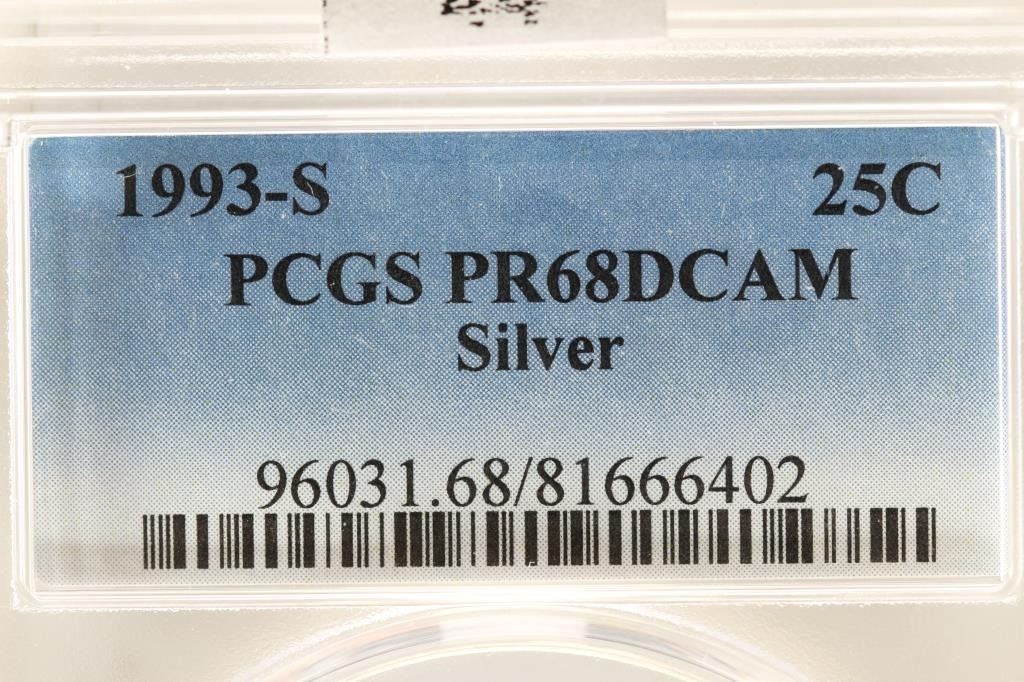 1993-S 25C
PCGS PR68DCAM
Silver
96031.68/81666402